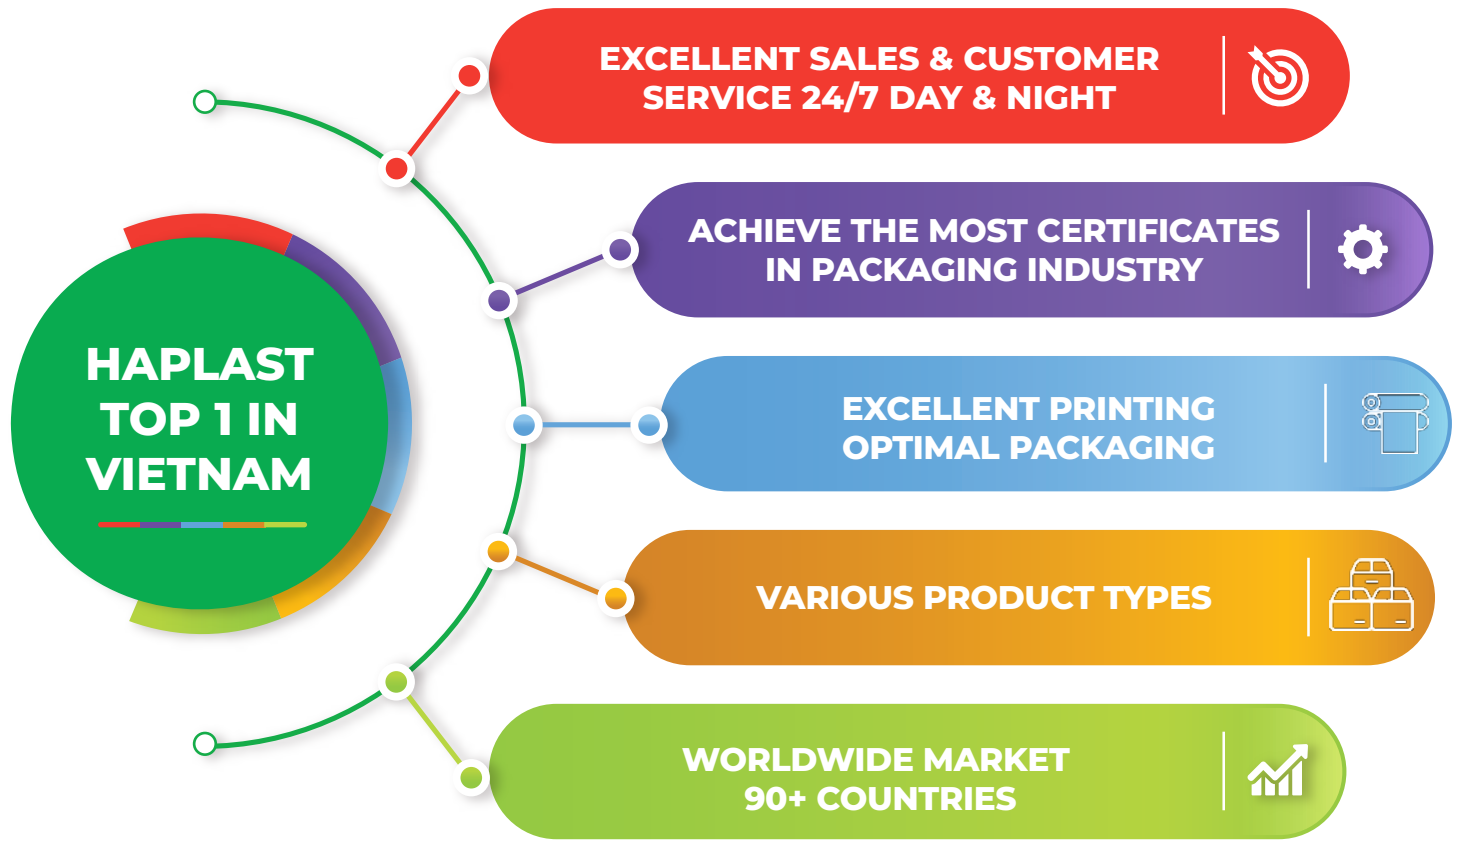 HAPLAST
TOP 1 IN
VIETNAM
EXCELLENT SALES & CUSTOMER
SERVICE 24/7 DAY & NIGHT
ACHIEVE THE MOST CERTIFICATES
IN PACKAGING INDUSTRY
EXCELLENT PRINTING
OPTIMAL PACKAGING
VARIOUS PRODUCT TYPES
WORLDWIDE MARKET
90+ COUNTRIES